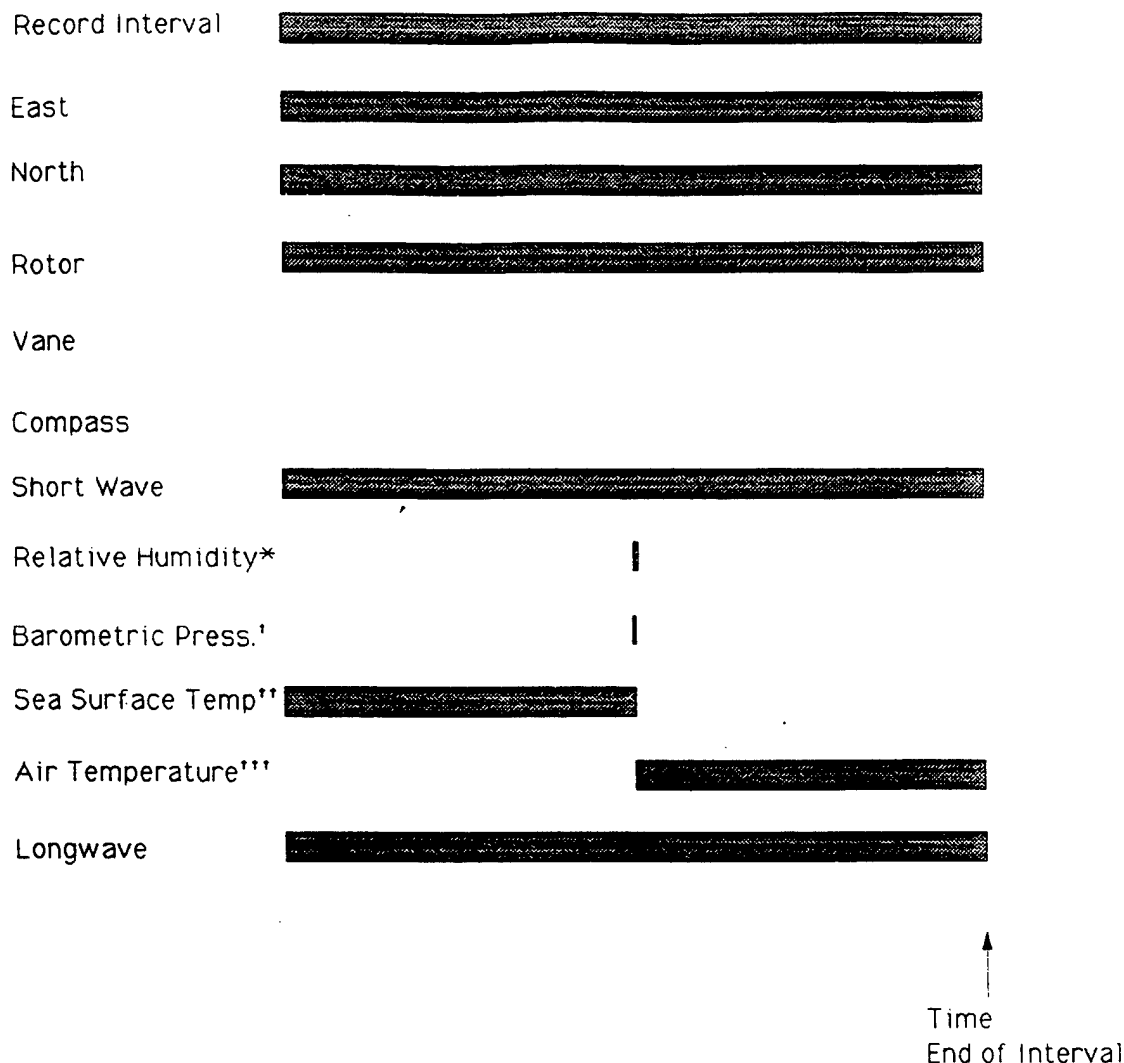 Record Interval
East
North
Rotor
Vane
Compass
Short Wave
Relative Humidity*
Barometric Press.†
Sea Surface Temp††
Air Temperature†††
Longwave
Time
End of Interval